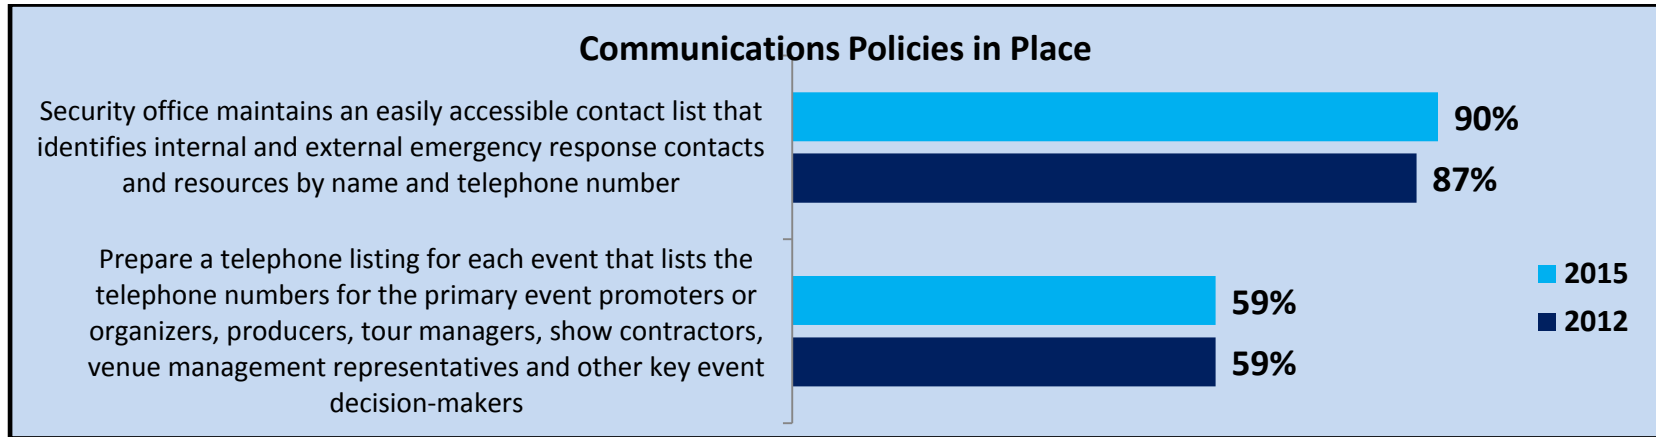 Communications Policies in Place
Security office maintains an easily accessible contact list that
identifies internal and external emergency response contacts
and resources by name and telephone number
90%
87%
Prepare a telephone listing for each event that lists the
telephone numbers for the primary event promoters or
organizers, producers, tour managers, show contractors,
venue management representatives and other key event
decision-makers
59%
59%
2015
2012